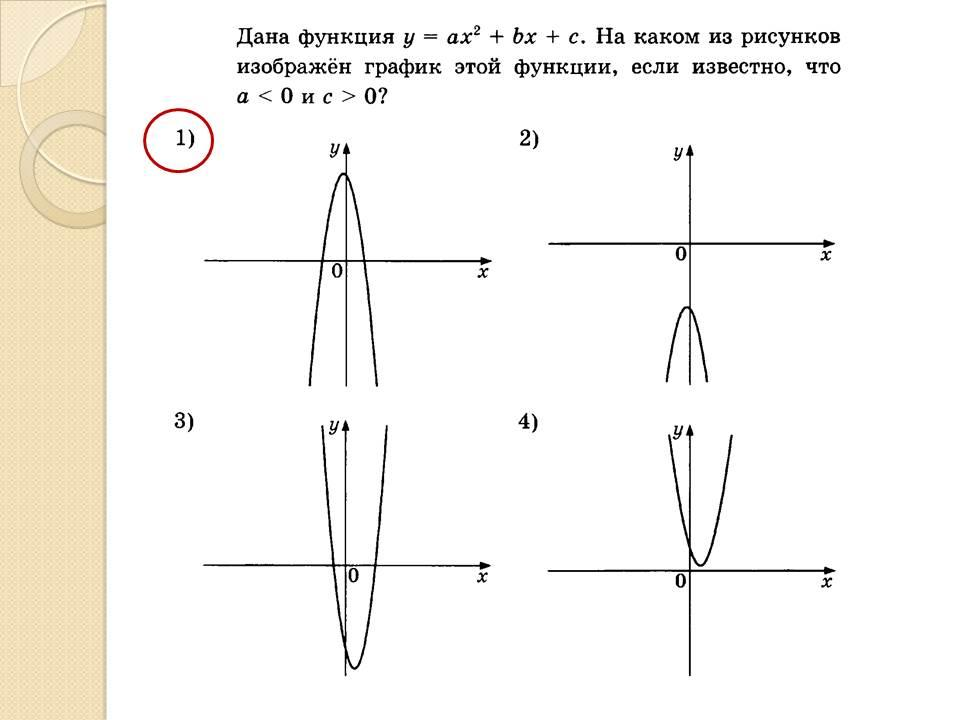 Дана функция y = ax² + bx + c. На каком из рисунков
изображён график этой функции, если известно, что
a < 0 и c > 0?
1)
y
0
x
2)
y
0
x
3)
y
0
x
4)
y
0
x